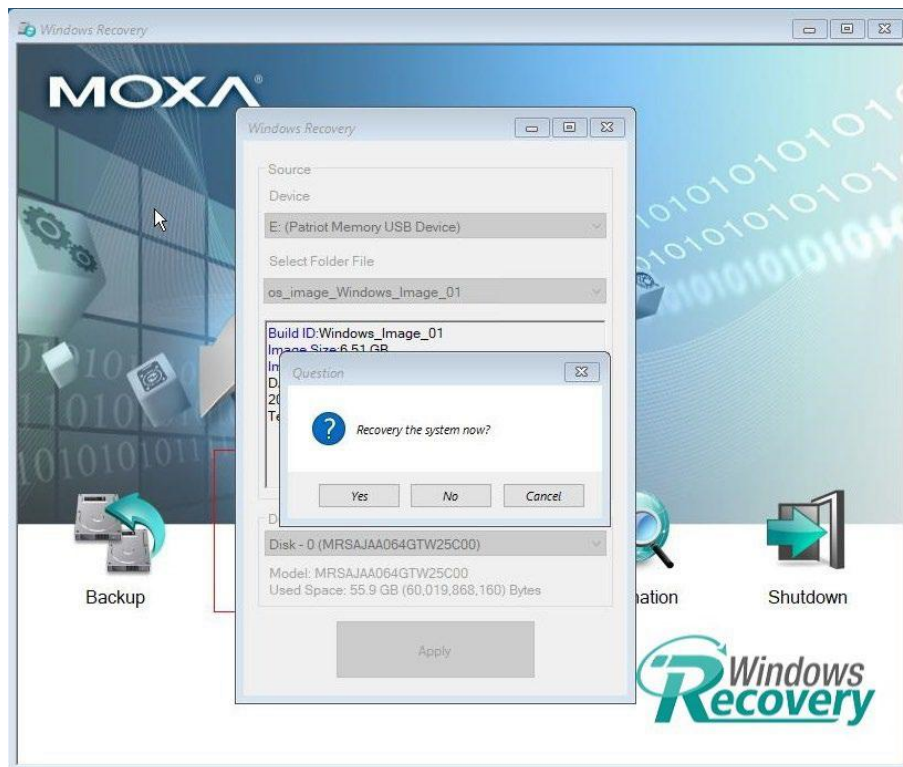 Windows Recovery
MOXA®
Windows Recovery
Source
Device
E: (Patriot Memory USB Device)
Select Folder File
os_image_Windows_Image_01
Build ID:Windows_Image_01
Image Size:6.51 GB
Question
Recovery the system now?
Yes No Cancel
Disk - 0 (MRSAJAA064GTW25C00)
Model: MRSAJAA064GTW25C00
Used Space: 55.9 GB (60,019,868,160) Bytes
Apply
Backup
Shutdown
Windows
Recovery